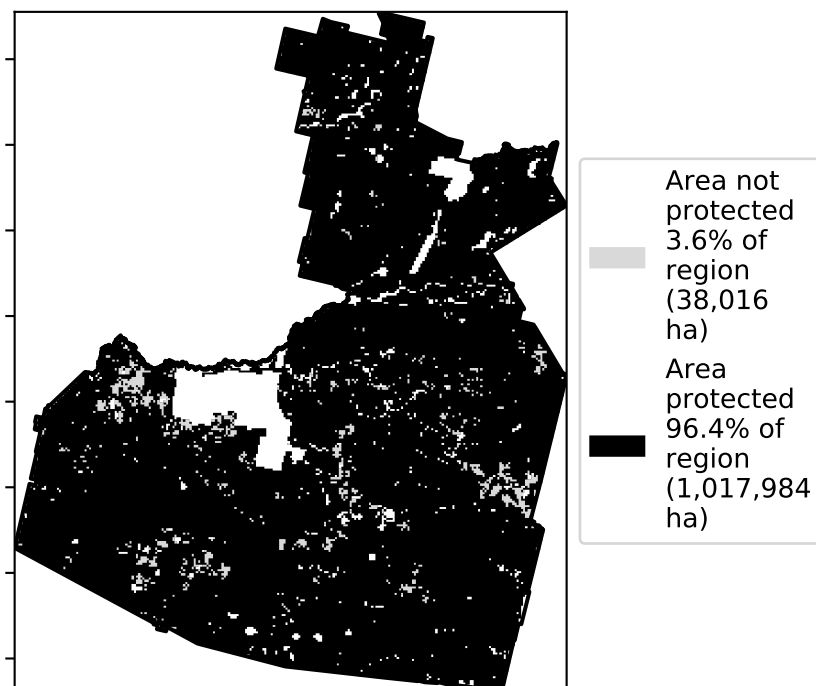 Area not
protected
3.6% of
region
(38,016
ha)
Area
protected
96.4% of
region
(1,017,984
ha)